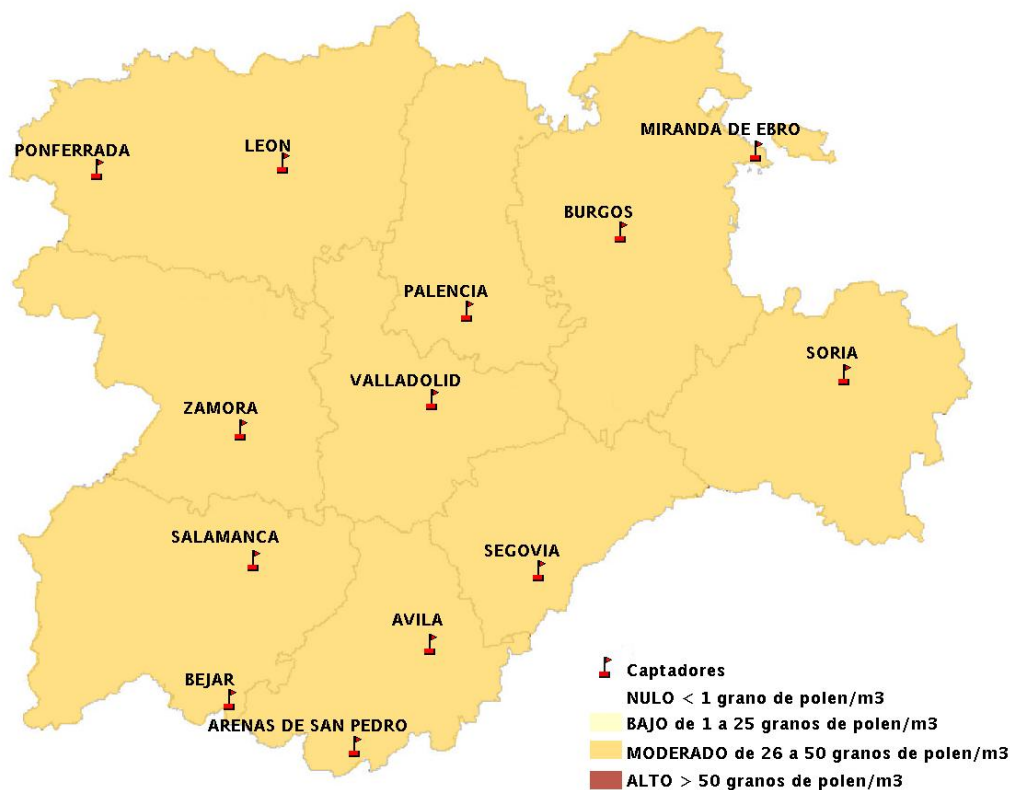 MIRANDA DE EBRO
PONFERRADA
LEON
BURGOS
PALENCIA
SORIA
VALLADOLID
ZAMORA
SALAMANCA
SEGOVIA
AVILA
BEJAR
ARENAS DE SAN PEDRO
Captadores
NULO < 1 grano de polen/m3
BAJO de 1 a 25 granos de polen/m3
MODERADO de 26 a 50 granos de polen/m3
ALTO > 50 granos de polen/m3